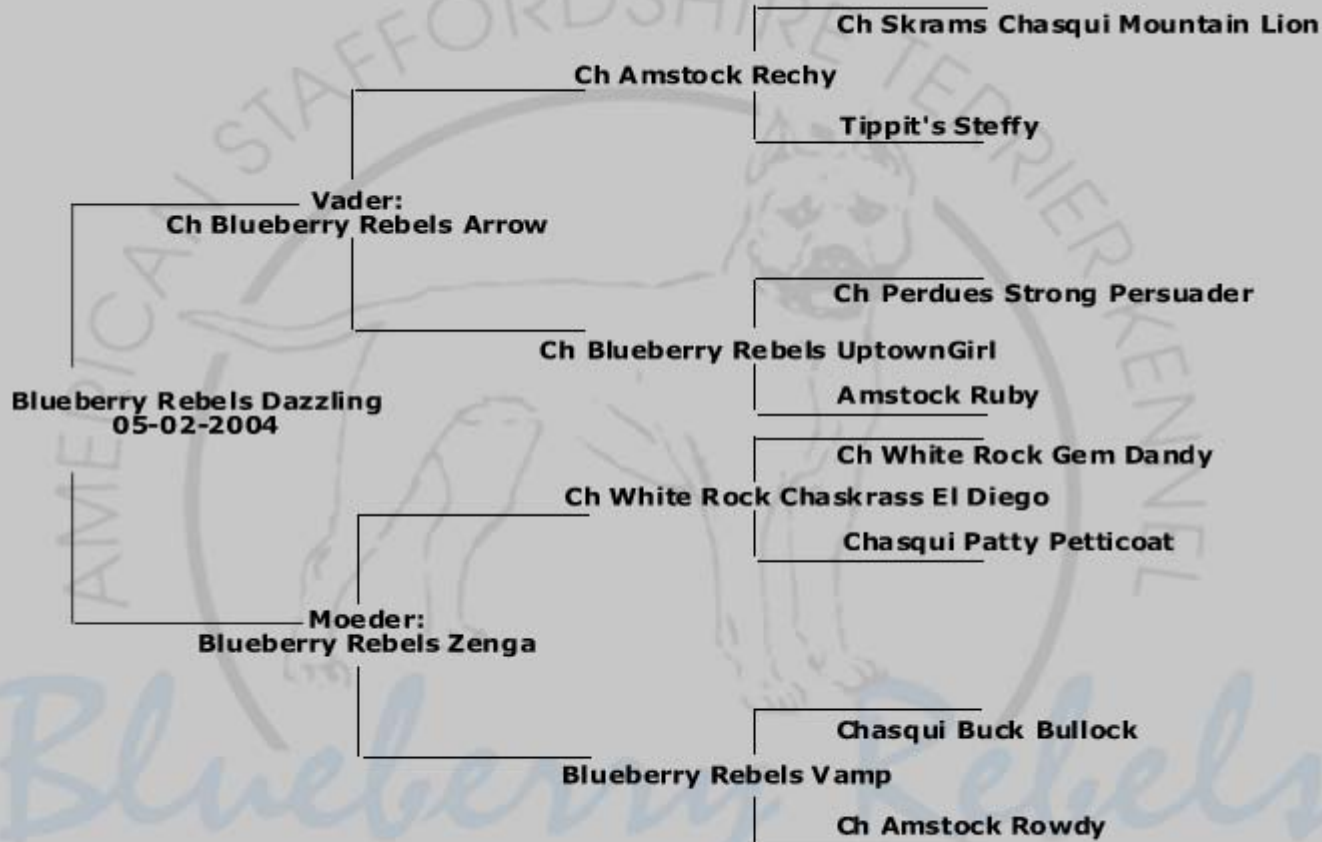 Ch Skrams Chasqui Mountain Lion
Ch Amstock Rechy
Tippit's Steffy
Vader:
Ch Blueberry Rebels Arrow
Ch Perdues Strong Persuader
Ch Blueberry Rebels UptownGirl
Amstock Ruby
Blueberry Rebels Dazzling
05-02-2004
Ch White Rock Gem Dandy
Ch White Rock Chaskrass El Diego
Chasqui Patty Petticoat
Moeder:
Blueberry Rebels Zenga
Chasqui Buck Bullock
Blueberry Rebels Vamp
Ch Amstock Rowdy
AMERICAN STAFFORDSHIRE TERRIER KENNEL
Blueberry Rebels